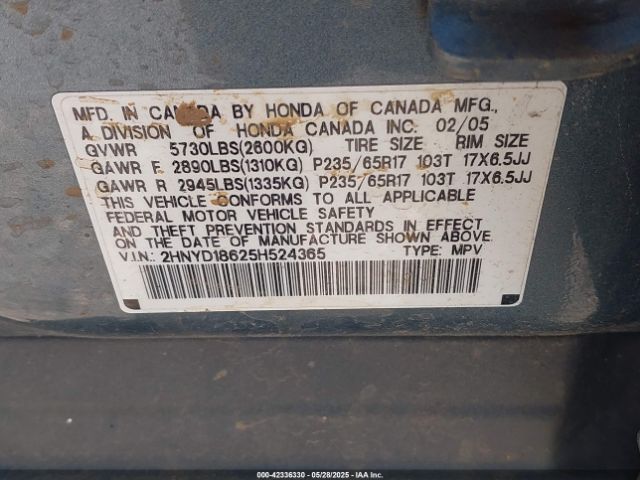 MFD. IN CANADA BY HONDA OF CANADA MFG.,
A DIVISION OF HONDA CANADA INC. 02/05
GVWR 5730LBS(2600KG) TIRE SIZE RIM SIZE
GAWR F 2890LBS(1310KG) P235/65R17 103T 17X6.5JJ
GAWR R 2945LBS(1335KG) P235/65R17 103T 17X6.5JJ
THIS VEHICLE CONFORMS TO ALL APPLICABLE
FEDERAL MOTOR VEHICLE SAFETY
AND THEFT PREVENTION STANDARDS IN EFFECT
ON THE DATE OF MANUFACTURE SHOWN ABOVE.
V.I.N.: 2HNYD18625H524365 TYPE: MPV
000-42336330 - 05/28/2025 - IAA Inc.